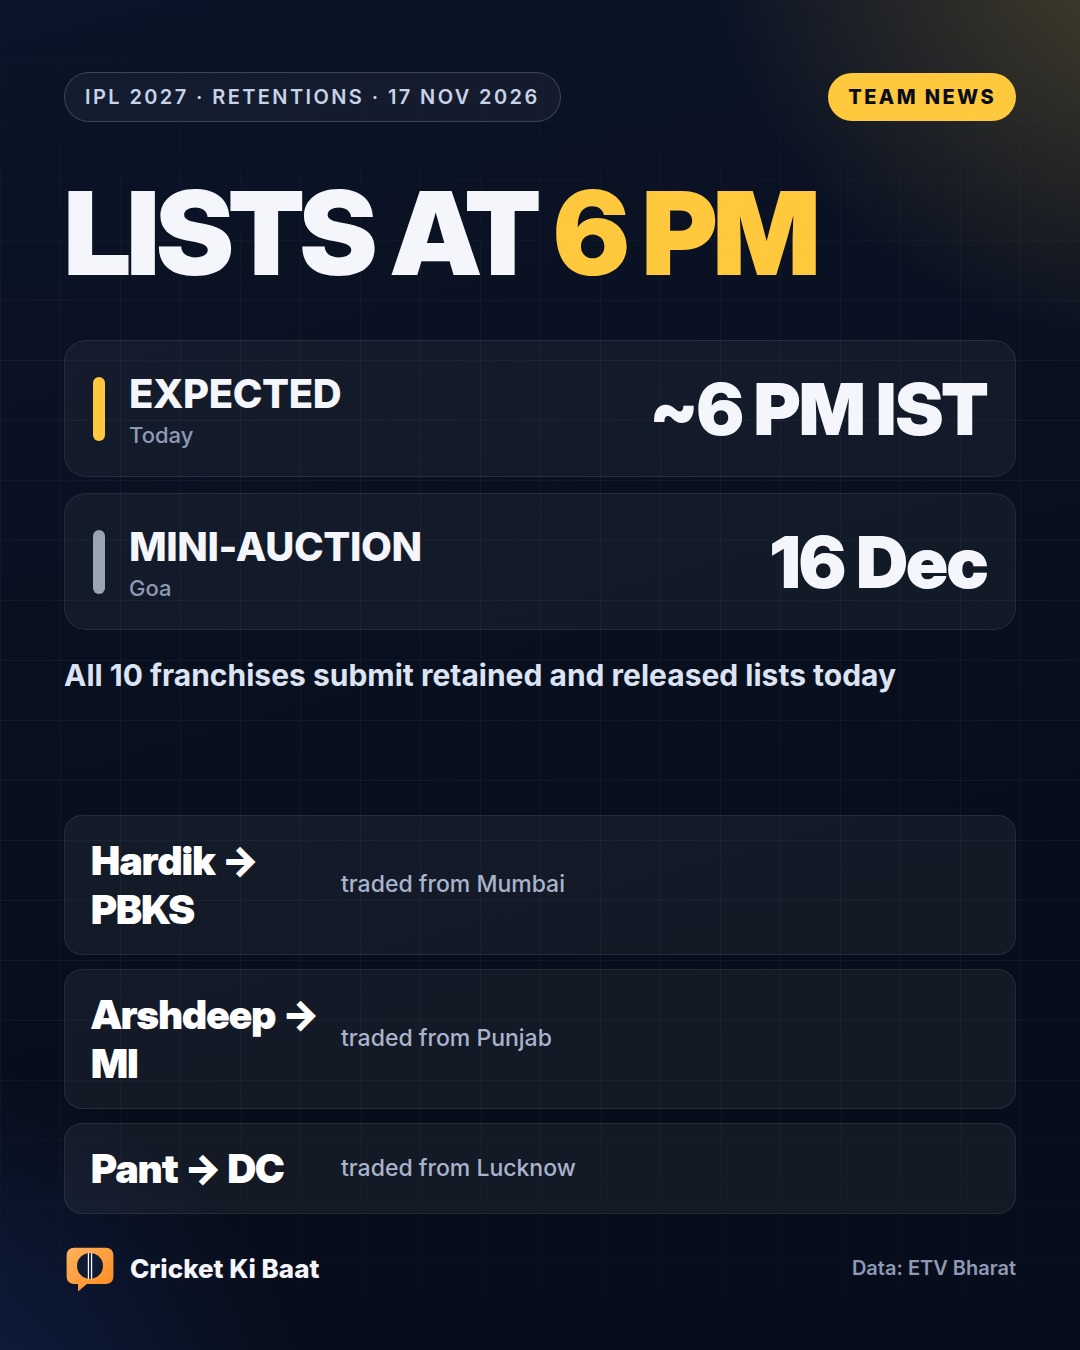 IPL 2027 · RETENTIONS · 17 NOV 2026
TEAM NEWS
LISTS AT 6 PM
EXPECTED
Today
~6 PM IST
MINI-AUCTION
Goa
16 Dec
All 10 franchises submit retained and released lists today
Hardik →
PBKS
traded from Mumbai
Arshdeep →
MI
traded from Punjab
Pant → DC
traded from Lucknow
Cricket Ki Baat
Data: ETV Bharat